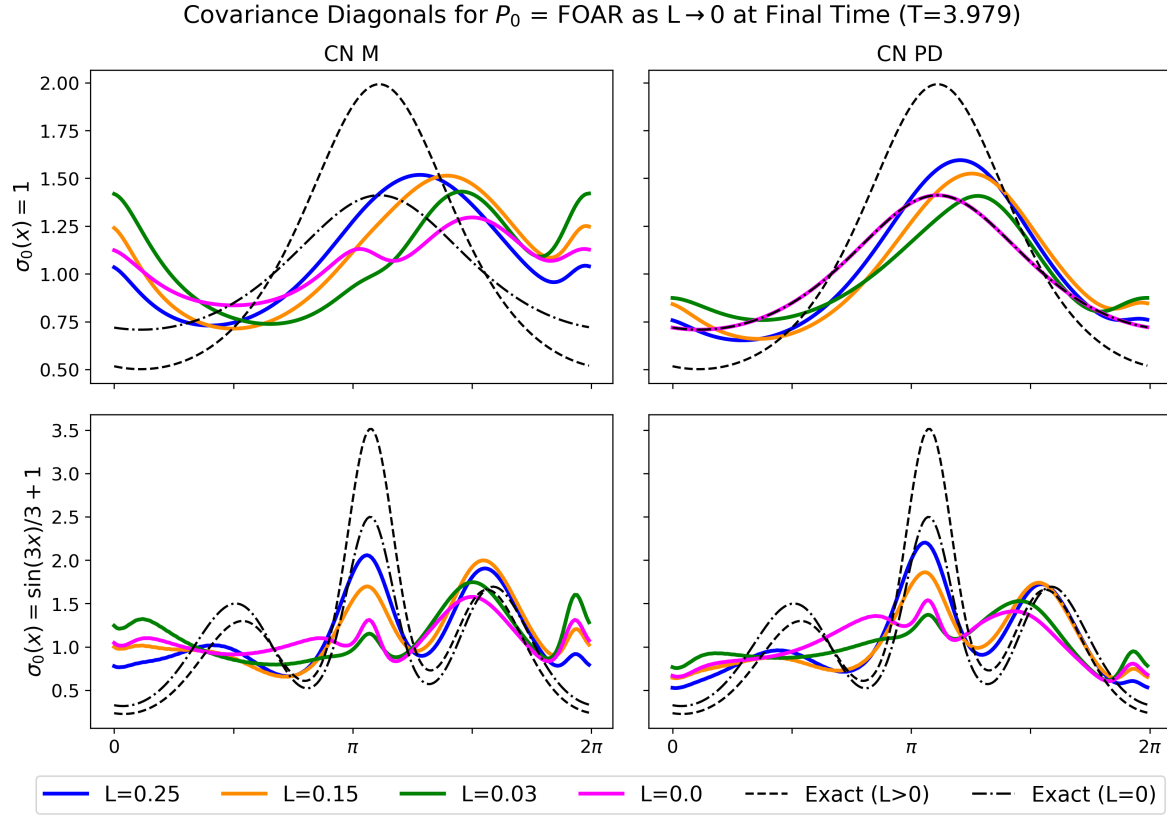 Covariance Diagonals for P₀ = FOAR as L→0 at Final Time (T=3.979)
CN M
CN PD
2.00
1.75
1.50
1.25
1.00
0.75
0.50
σ₀(x) = 1
3.5
3.0
2.5
2.0
1.5
1.0
0.5
σ₀(x) = sin(3x)/3 + 1
0 π 2π
0 π 2π
L=0.25 L=0.15 L=0.03 L=0.0 Exact (L>0) Exact (L=0)